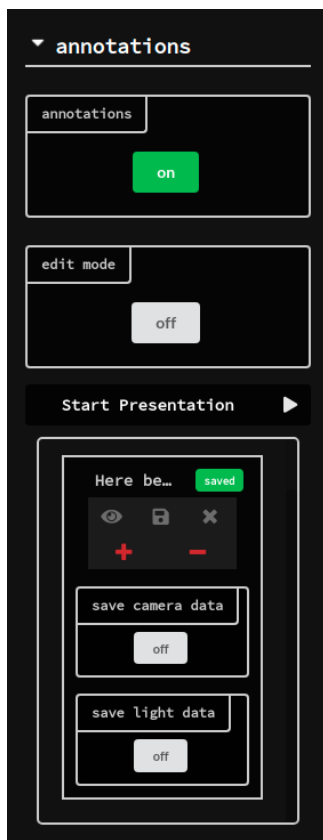 annotations
annotations
on
edit mode
off
Start Presentation
Here be… saved
save camera data
off
save light data
off